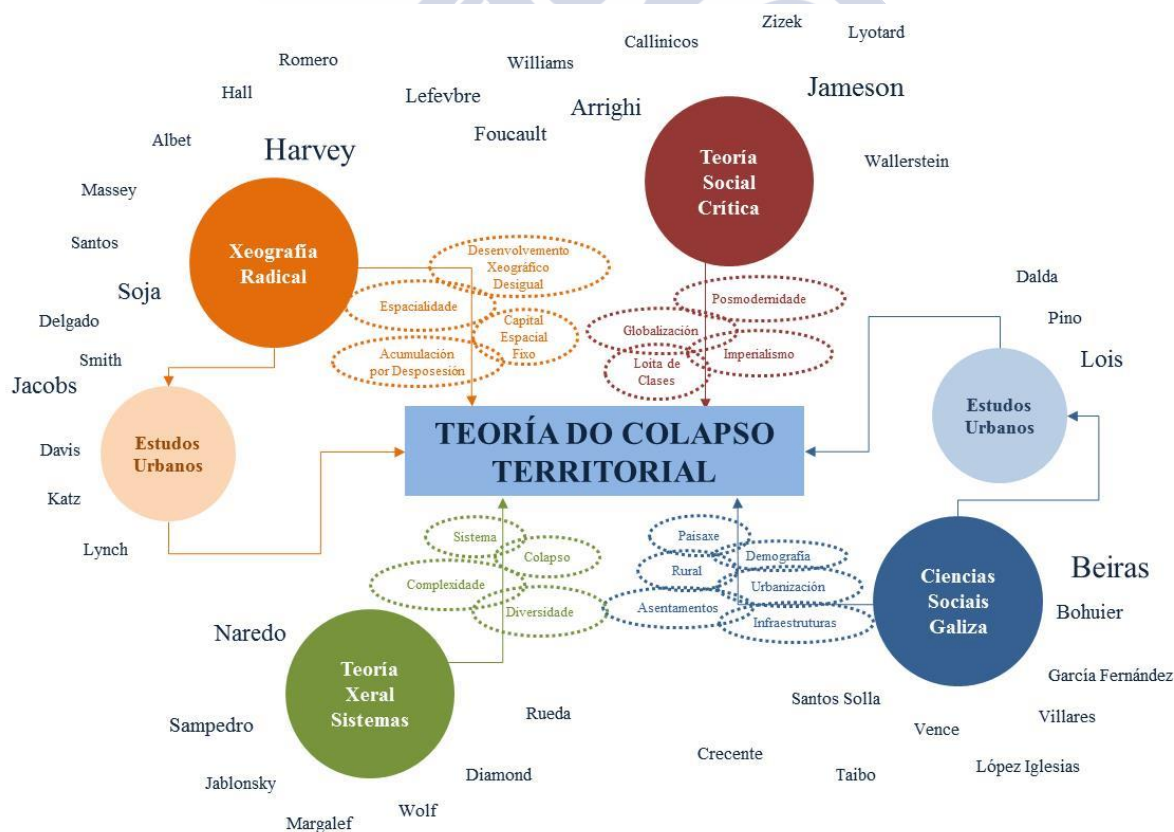 Zizek
Lyotard
Callinicos
Romero
Williams
Jameson
Hall
Lefevbre
Arrighi
Foucault
Albet
Harvey
Teoría
Social
Crítica
Wallerstein
Massey
Santos
Xeografía
Radical
Desenvolvemento
Xeográfico
Desigual
Espacialidade
Capital
Espacial
Fixo
Acumulación
por Desposesión
Posmodernidade
Globalización
Imperialismo
Loita de
Clases
Soja
Delgado
Smith
Jacobs
Dalda
Pino
Lois
Estudos
Urbanos
Estudos
Urbanos
TEORÍA DO COLAPSO
TERRITORIAL
Davis
Katz
Lynch
Sistema
Colapso
Complexidade
Diversidade
Paisaxe
Demografía
Rural
Urbanización
Asentamentos
Infraestruturas
Ciencias
Sociais
Galiza
Beiras
Bohuier
Naredo
Teoría
Xeral
Sistemas
García Fernández
Santos Solla
Villares
Sampedro
Rueda
Vence
Crecente
López Iglesias
Jablonsky
Diamond
Taibo
Wolf
Margalef